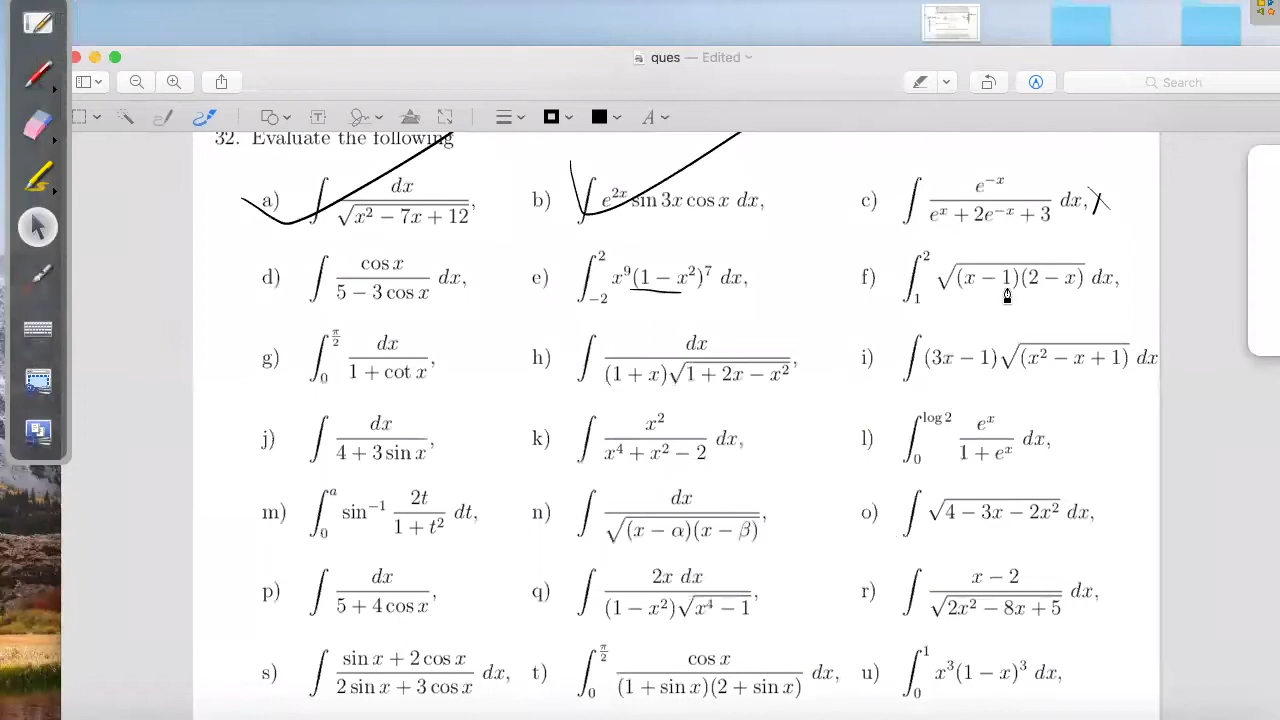 ques — Edited
Search
32. Evaluate the following
a) ∫ dx / √(x² − 7x + 12), b) ∫ e^{2x} sin 3x cos x dx, c) ∫ e^{−x} / (e^x + 2e^{−x} + 3) dx,
d) ∫ cos x / (5 − 3 cos x) dx, e) ∫_{−2}^{2} x⁹(1 − x²)⁷ dx, f) ∫_1^2 √((x − 1)(2 − x)) dx,
g) ∫_0^{π/2} dx / (1 + cot x), h) ∫ dx / ((1 + x)√(1 + 2x − x²)), i) ∫ (3x − 1)√((x² − x + 1)) dx
j) ∫ dx / (4 + 3 sin x), k) ∫ x² / (x⁴ + x² − 2) dx, l) ∫_0^{log 2} e^x / (1 + e^x) dx,
m) ∫_0^a sin⁻¹ 2t / (1 + t²) dt, n) ∫ dx / √((x − α)(x − β)), o) ∫ √(4 − 3x − 2x²) dx,
p) ∫ dx / (5 + 4 cos x), q) ∫ 2x dx / ((1 − x²)√(x⁴ − 1)), r) ∫ (x − 2) / √(2x² − 8x + 5) dx,
s) ∫ (sin x + 2 cos x) / (2 sin x + 3 cos x) dx, t) ∫_0^{π/2} cos x / ((1 + sin x)(2 + sin x)) dx, u) ∫_0^1 x³(1 − x)³ dx,